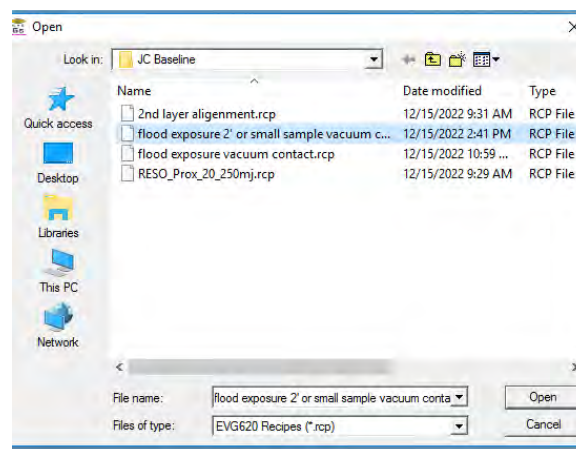 Open
Look in: JC Baseline
Name Date modified Type
2nd layer aligenment.rcp 12/15/2022 9:31 AM RCP File
flood exposure 2' or small sample vacuum c... 12/15/2022 2:41 PM RCP File
flood exposure vacuum contact.rcp 12/15/2022 10:59 ... RCP File
RESO_Prox_20_250mj.rcp 12/15/2022 9:29 AM RCP File
Quick access
Desktop
Libraries
This PC
Network
File name: flood exposure 2' or small sample vacuum conta Open
Files of type: EVG620 Recipes (*.rcp) Cancel